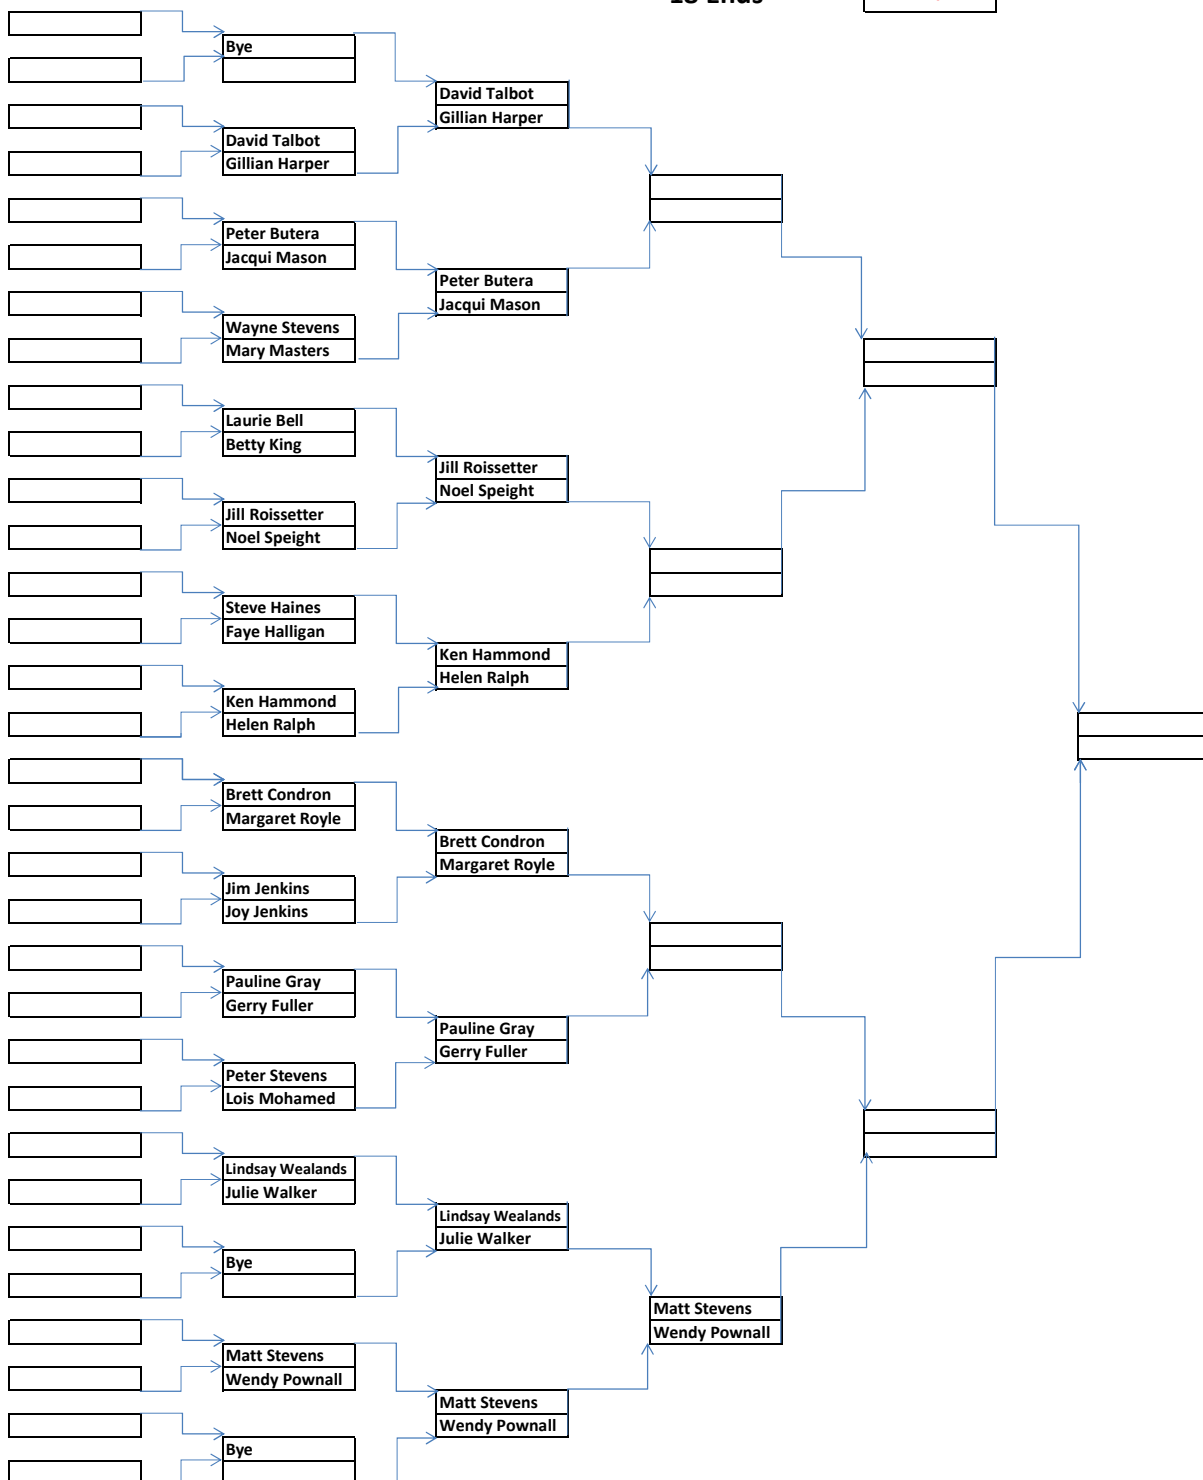 18 Ends
Bye
David Talbot
Gillian Harper
David Talbot
Gillian Harper
Peter Butera
Jacqui Mason
Peter Butera
Jacqui Mason
Wayne Stevens
Mary Masters
Laurie Bell
Betty King
Jill Roissetter
Noel Speight
Jill Roissetter
Noel Speight
Steve Haines
Faye Halligan
Ken Hammond
Helen Ralph
Ken Hammond
Helen Ralph
Brett Condron
Margaret Royle
Brett Condron
Margaret Royle
Jim Jenkins
Joy Jenkins
Pauline Gray
Gerry Fuller
Pauline Gray
Gerry Fuller
Peter Stevens
Lois Mohamed
Lindsay Wealands
Julie Walker
Lindsay Wealands
Julie Walker
Bye
Matt Stevens
Wendy Pownall
Matt Stevens
Wendy Pownall
Matt Stevens
Wendy Pownall
Bye